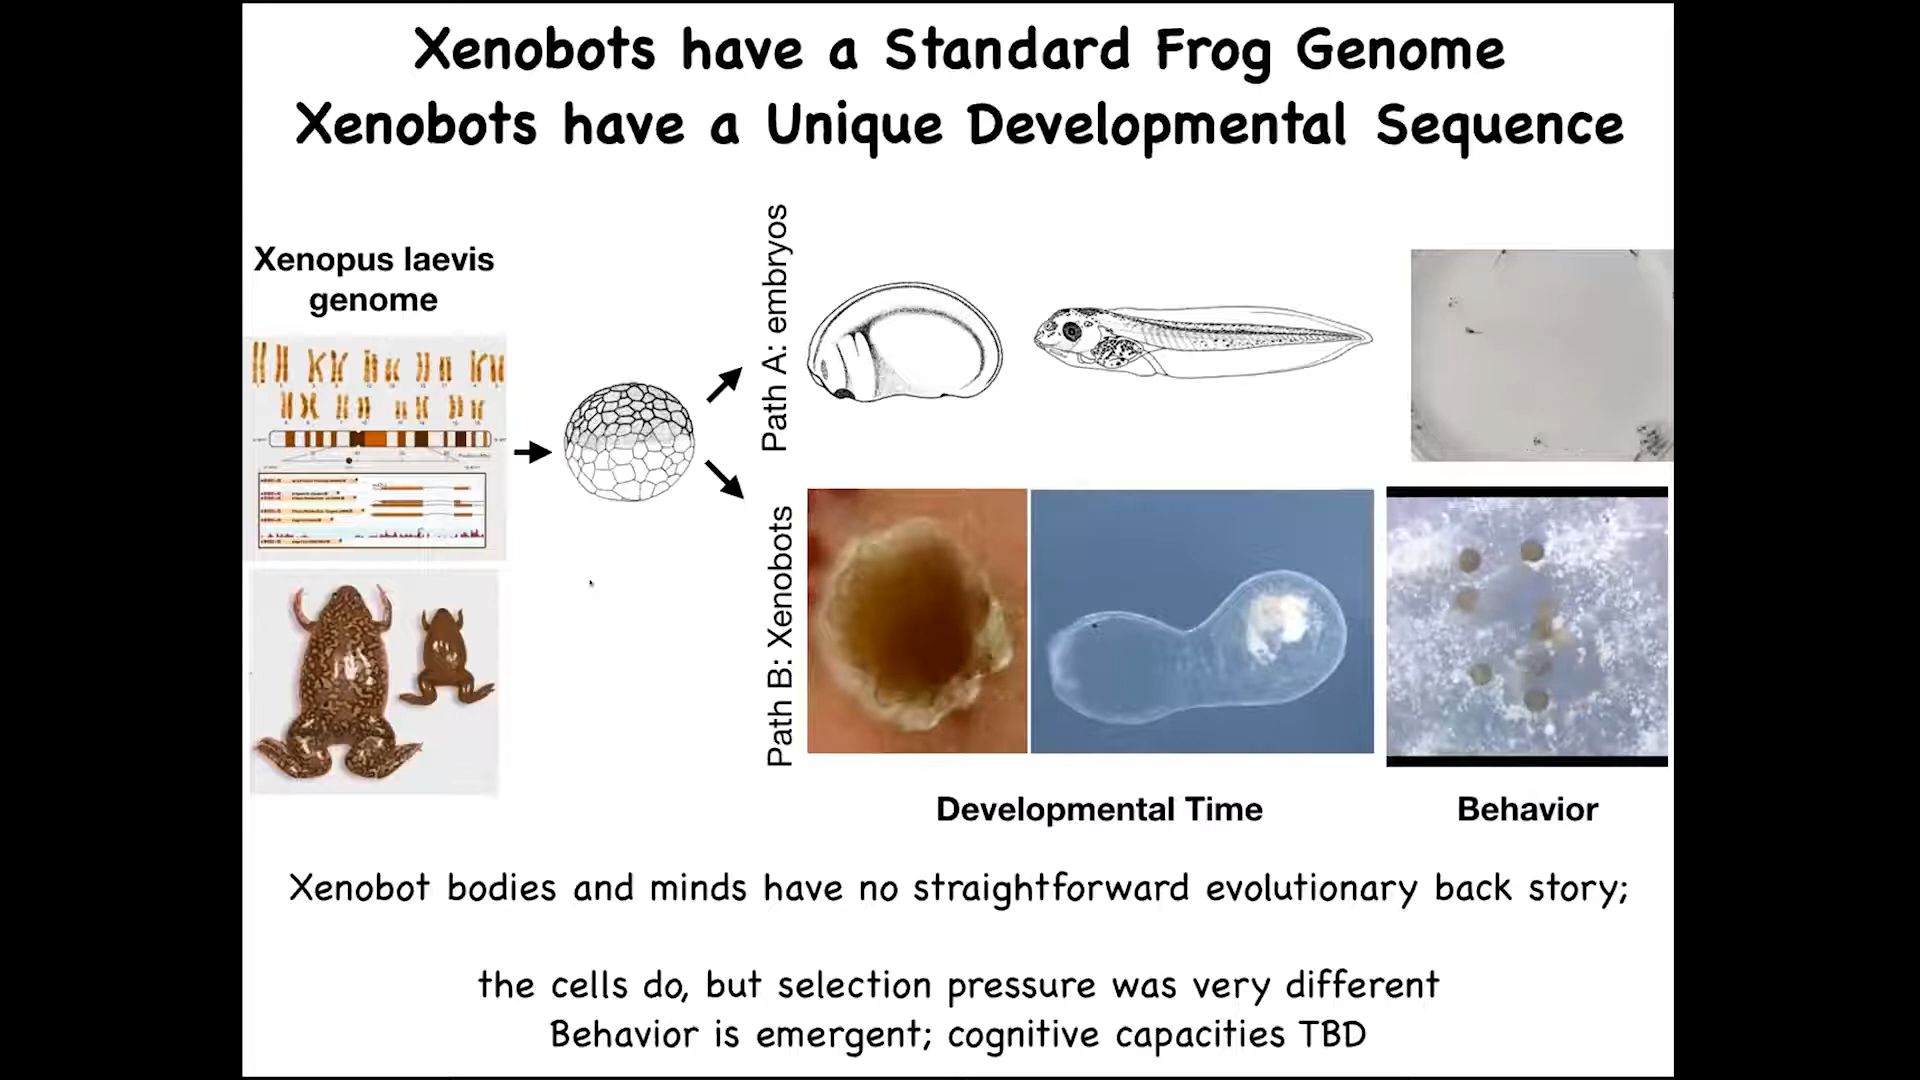 Xenobots have a Standard Frog Genome
Xenobots have a Unique Developmental Sequence
Xenopus laevis
genome
Path A: embryos
Path B: Xenobots
Developmental Time
Behavior
Xenobot bodies and minds have no straightforward evolutionary back story;
the cells do, but selection pressure was very different
Behavior is emergent; cognitive capacities TBD